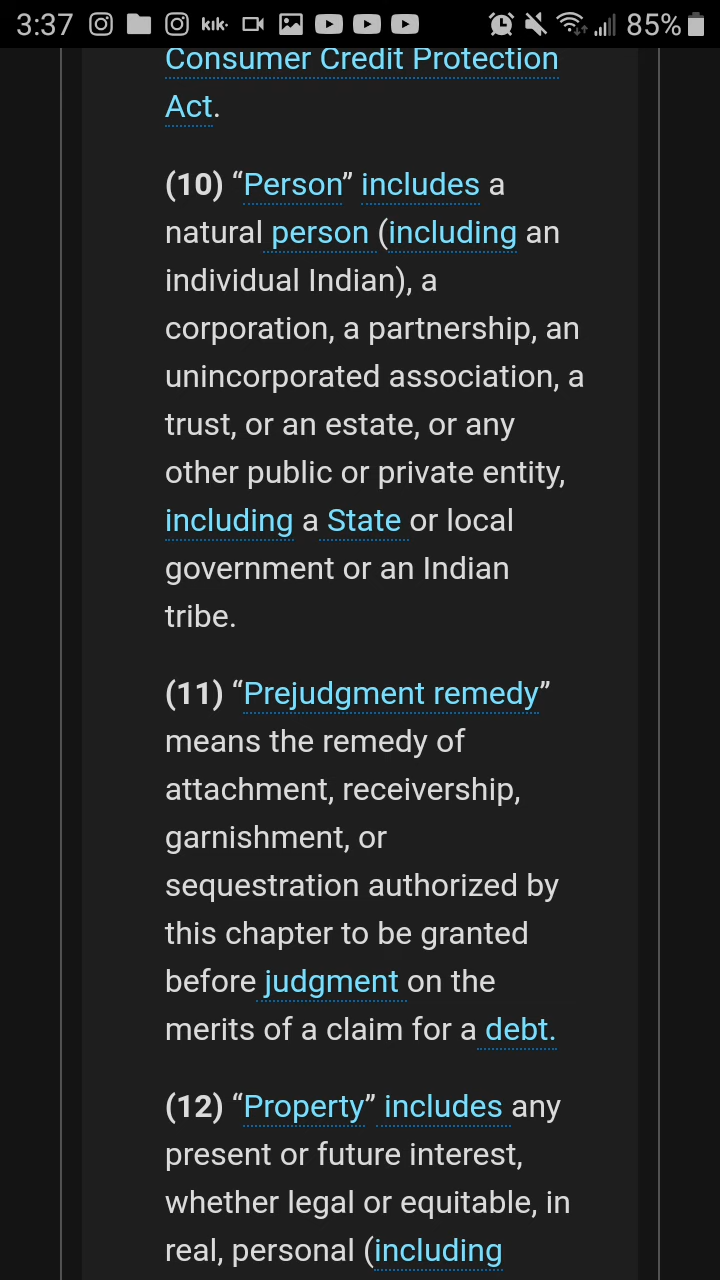 3:37 kik· 85%
Consumer Credit Protection
Act.
(10) “Person” includes a
natural person (including an
individual Indian), a
corporation, a partnership, an
unincorporated association, a
trust, or an estate, or any
other public or private entity,
including a State or local
government or an Indian
tribe.
(11) “Prejudgment remedy”
means the remedy of
attachment, receivership,
garnishment, or
sequestration authorized by
this chapter to be granted
before judgment on the
merits of a claim for a debt.
(12) “Property” includes any
present or future interest,
whether legal or equitable, in
real, personal (including